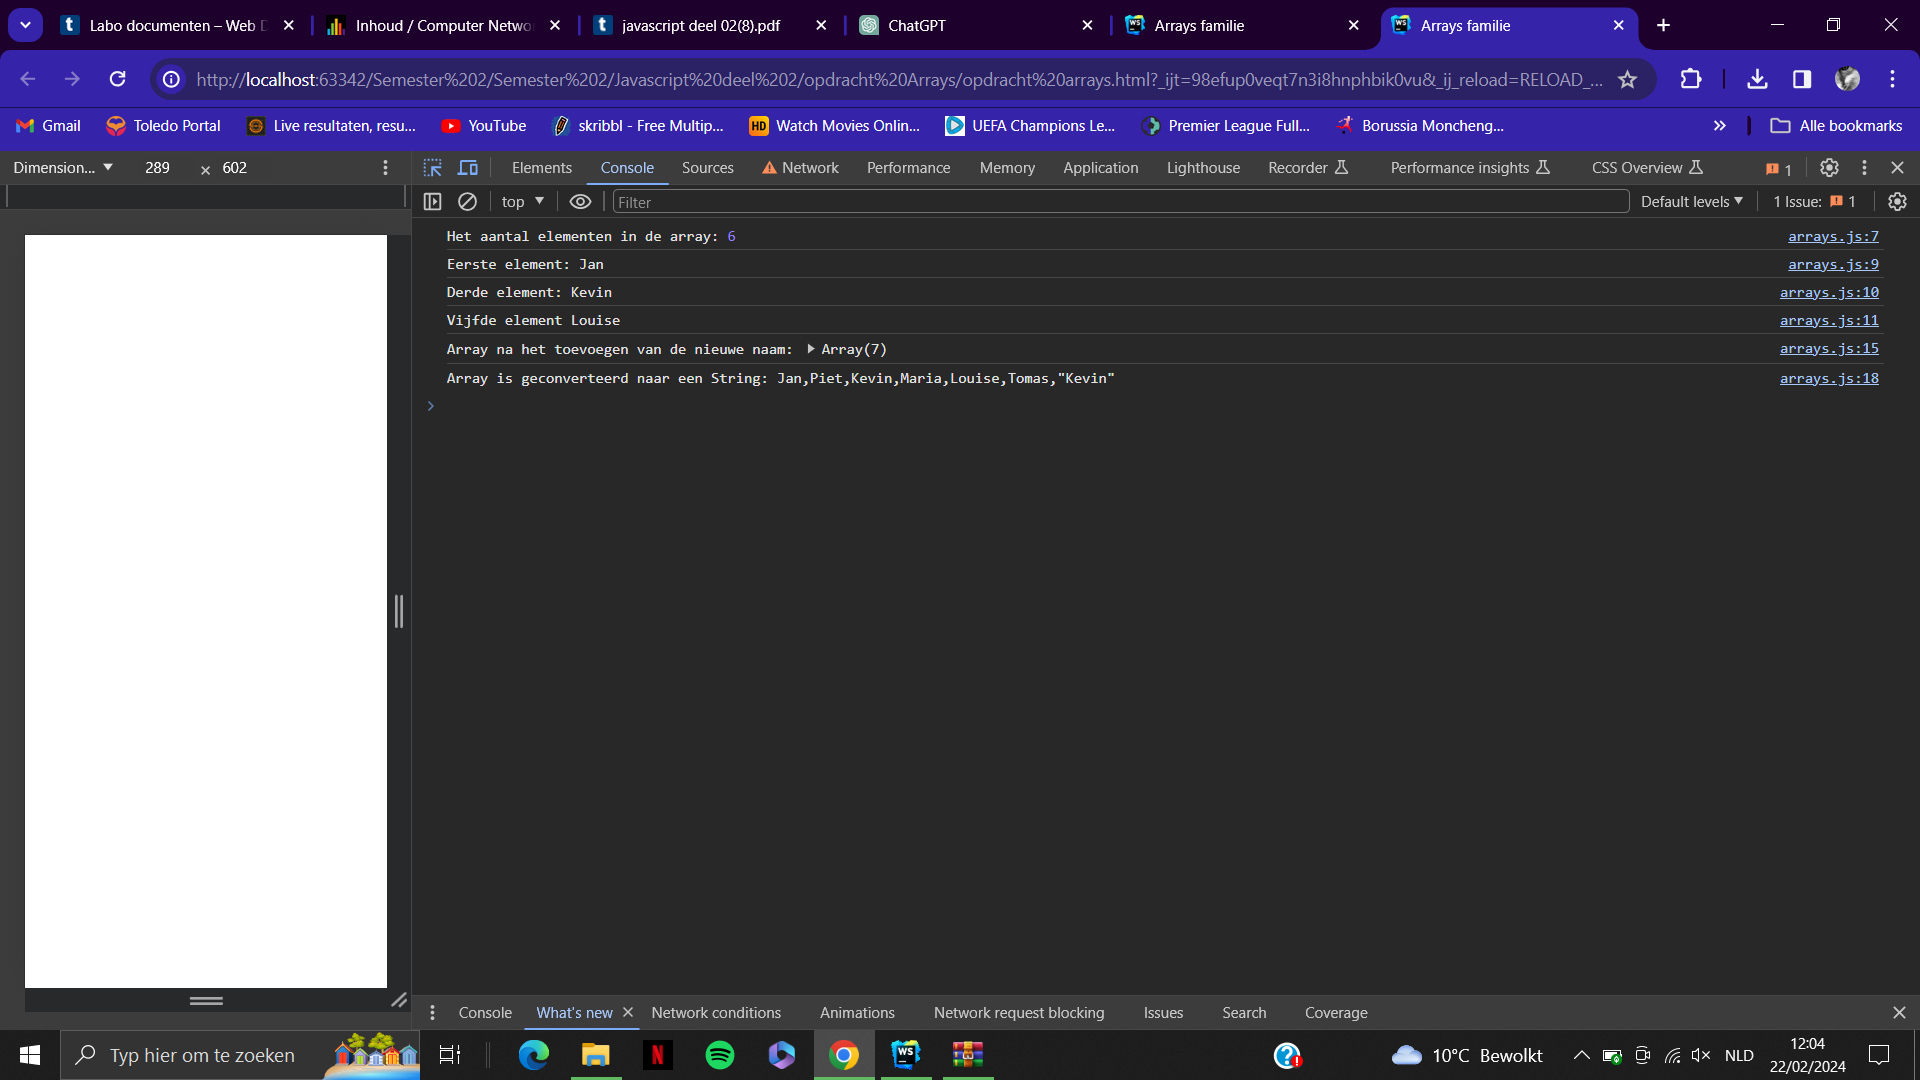 Labo documenten – Web D
Inhoud / Computer Netwo
javascript deel 02(8).pdf
ChatGPT
Arrays familie
Arrays familie
http://localhost:63342/Semester%202/Semester%202/Javascript%20deel%202/opdracht%20Arrays/opdracht%20arrays.html?_ijt=98efup0veqt7n3i8hnphbik0vu&_ij_reload=RELOAD_...
Gmail
Toledo Portal
Live resultaten, resu...
YouTube
skribbl - Free Multip...
HD Watch Movies Onlin...
UEFA Champions Le...
Premier League Full...
Borussia Moncheng...
Alle bookmarks
Dimension... 289 x 602
Elements Console Sources Network Performance Memory Application Lighthouse Recorder Performance insights CSS Overview 1
top Filter Default levels 1 Issue: 1
Het aantal elementen in de array: 6 arrays.js:7
Eerste element: Jan arrays.js:9
Derde element: Kevin arrays.js:10
Vijfde element Louise arrays.js:11
Array na het toevoegen van de nieuwe naam: Array(7) arrays.js:15
Array is geconverteerd naar een String: Jan,Piet,Kevin,Maria,Louise,Tomas,"Kevin" arrays.js:18
Console What's new Network conditions Animations Network request blocking Issues Search Coverage
Typ hier om te zoeken
N
WS
10°C Bewolkt
NLD
12:04
22/02/2024